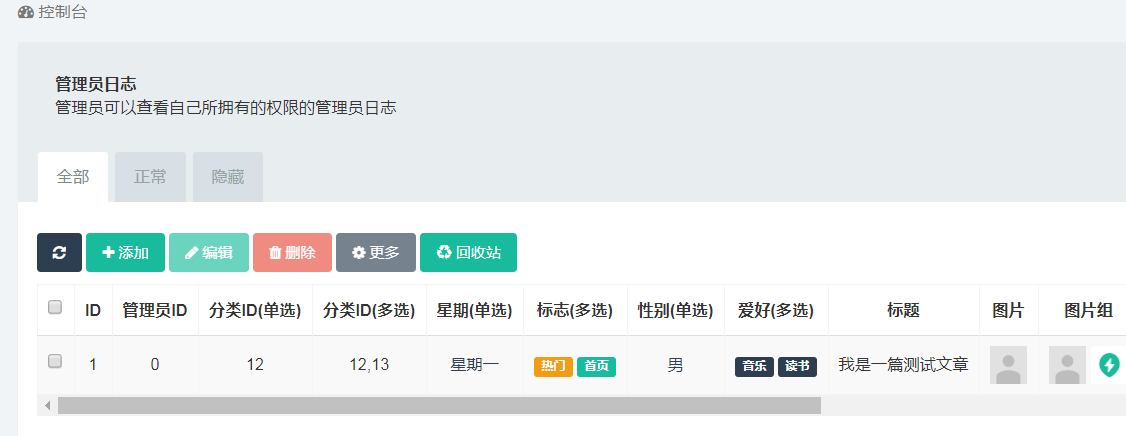 控制台
管理员日志
管理员可以查看自己所拥有的权限的管理员日志
全部 正常 隐藏
添加 编辑 删除 更多 回收站
ID 管理员ID 分类ID(单选) 分类ID(多选) 星期(单选) 标志(多选) 性别(单选) 爱好(多选) 标题 图片 图片组
1 0 12 12,13 星期一 热门 首页 男 音乐 读书 我是一篇测试文章